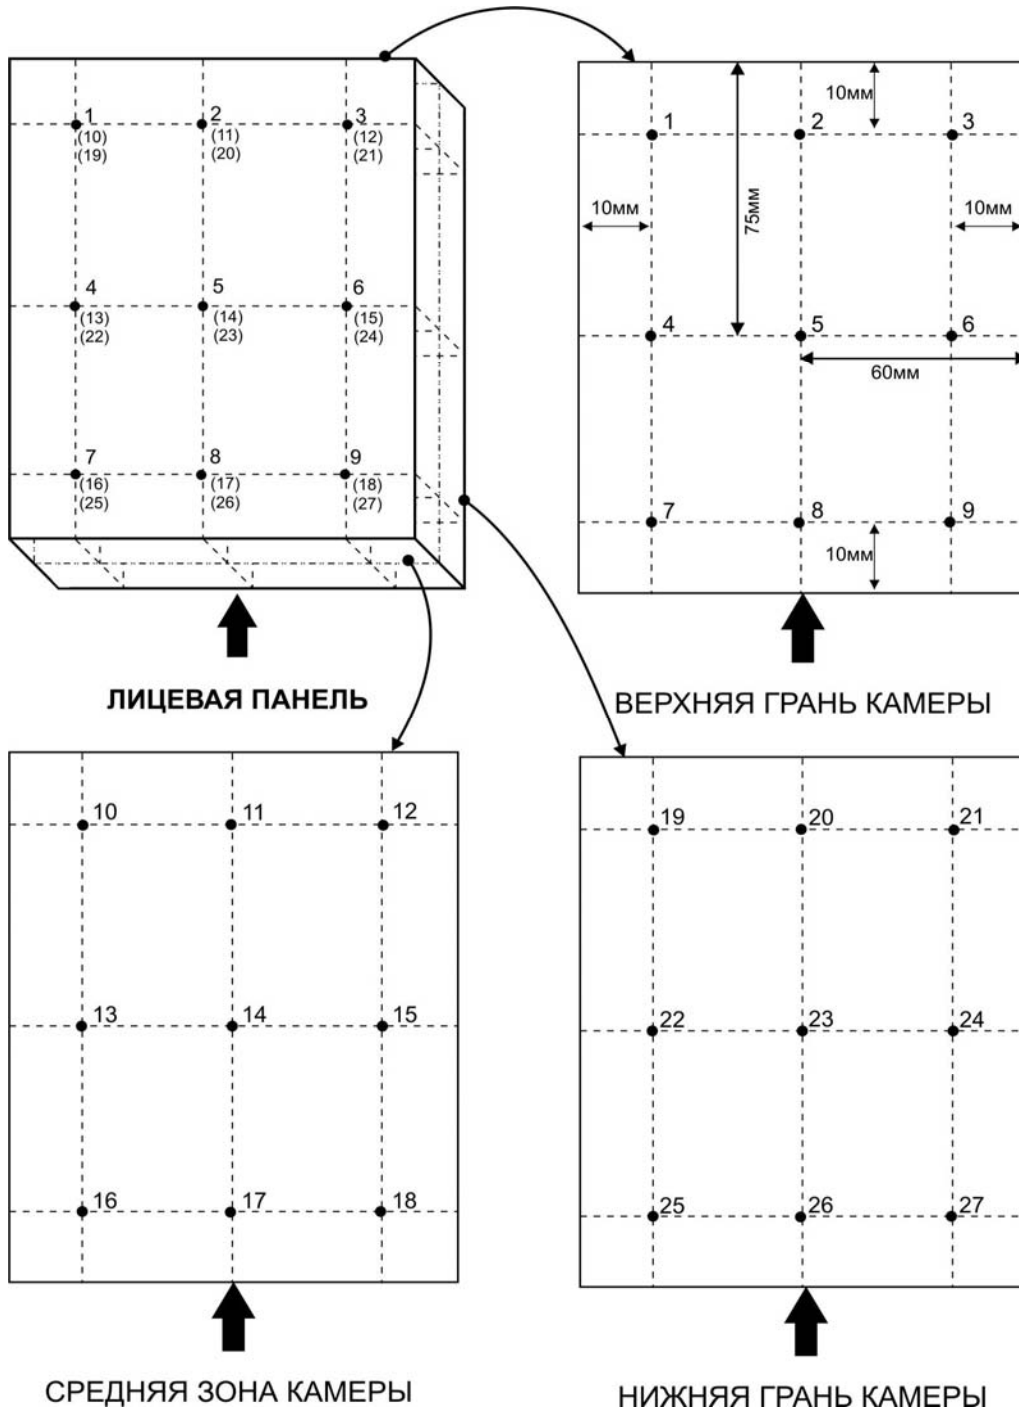 1 2 3
(10) (11) (12)
(19) (20) (21)
4 5 6
(13) (14) (15)
(22) (23) (24)
7 8 9
(16) (17) (18)
(25) (26) (27)
ЛИЦЕВАЯ ПАНЕЛЬ
10мм
1 2 3
10мм 75мм 10мм
4 5 6
60мм
7 8 9
10мм
ВЕРХНЯЯ ГРАНЬ КАМЕРЫ
10 11 12
13 14 15
16 17 18
СРЕДНЯЯ ЗОНА КАМЕРЫ
19 20 21
22 23 24
25 26 27
НИЖНЯЯ ГРАНЬ КАМЕРЫ